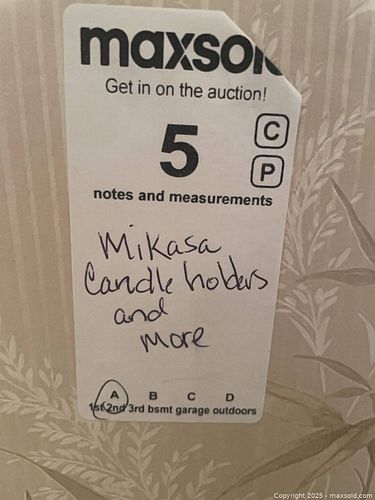 maxsold
Get in on the auction!
C
5
P
notes and measurements
Mikasa
Candle holders
and
more
A B C D
1st 2nd 3rd bsmt garage outdoors
Copyright 2025 - maxsold.com